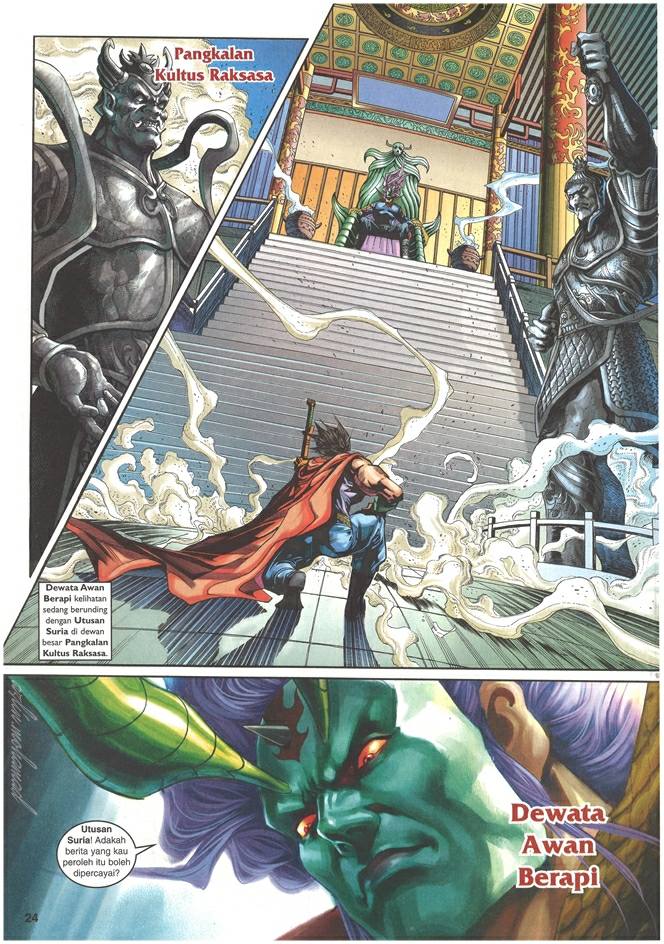 Pangkalan
Kultus Raksasa
Dewata Awan
Berapi kelihatan
sedang berunding
dengan Utusan
Suria di dewan
besar Pangkalan
Kultus Raksasa.
Utusan
Suria! Adakah
berita yang kau
peroleh itu boleh
dipercayai?
Dewata
Awan
Berapi
24